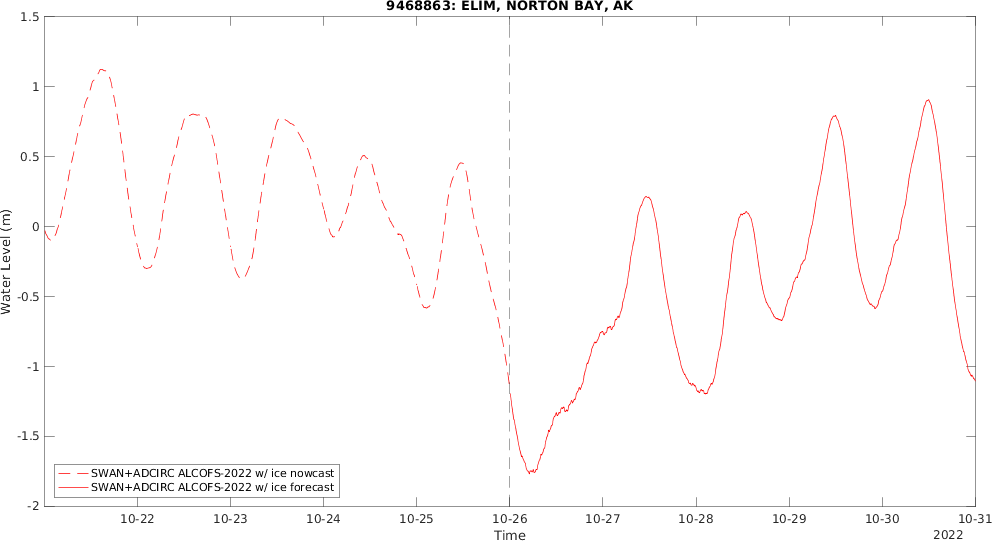 9468863: ELIM, NORTON BAY, AK
1.5
1
0.5
0
-0.5
-1
-1.5
-2
Water Level (m)
SWAN+ADCIRC ALCOFS-2022 w/ ice nowcast
SWAN+ADCIRC ALCOFS-2022 w/ ice forecast
10-22 10-23 10-24 10-25 10-26 10-27 10-28 10-29 10-30 10-31
Time
2022